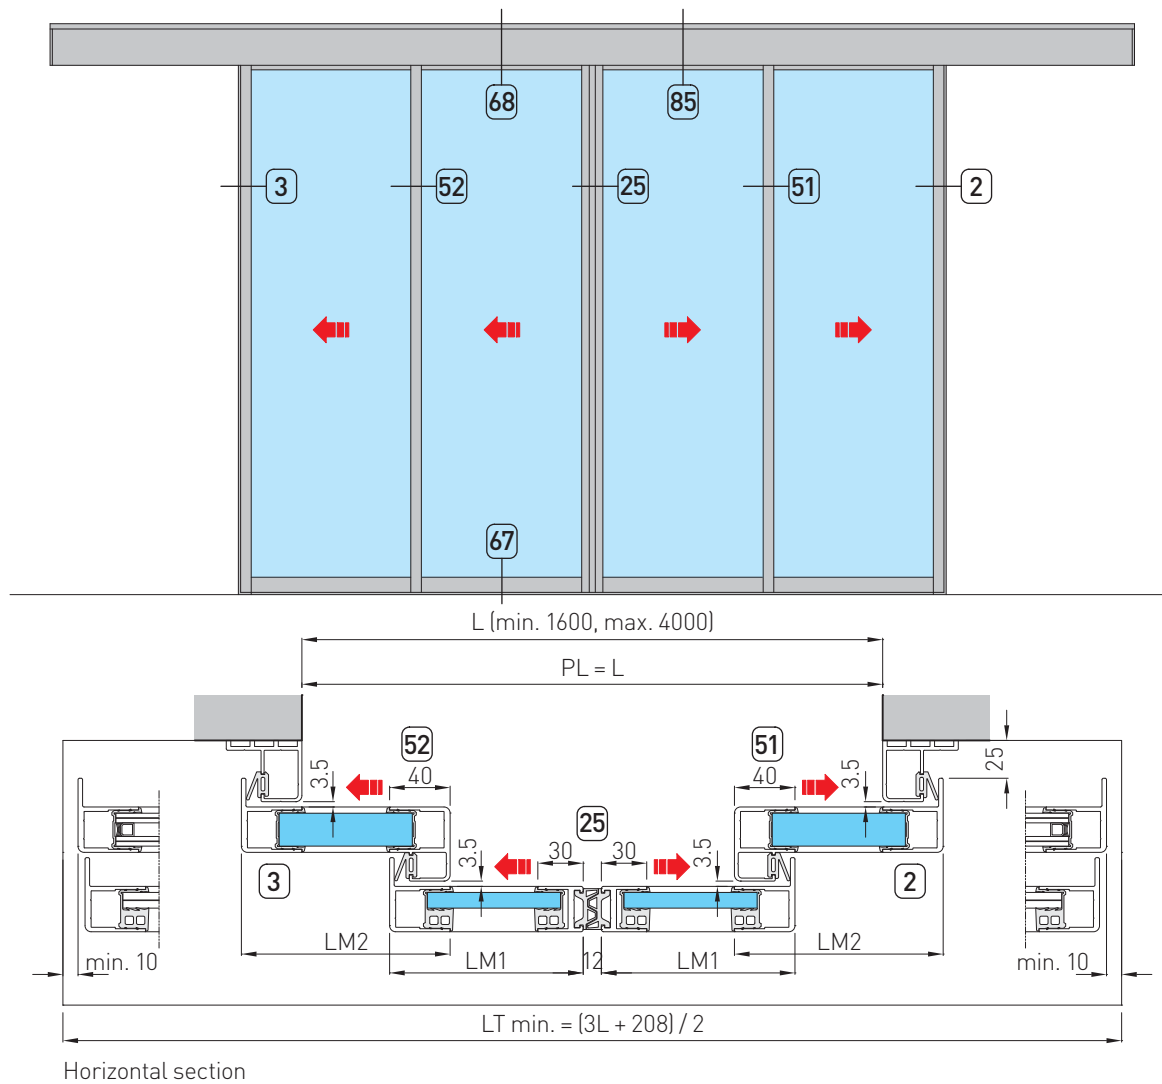 68
85
3
52
25
51
2
67
L (min. 1600, max. 4000)
PL = L
52
51
25
3.5
40
40
3.5
25
3.5
30
30
3.5
3
2
LM2
LM2
min. 10
LM1
12
LM1
min. 10
LT min. = (3L + 208) / 2
Horizontal section